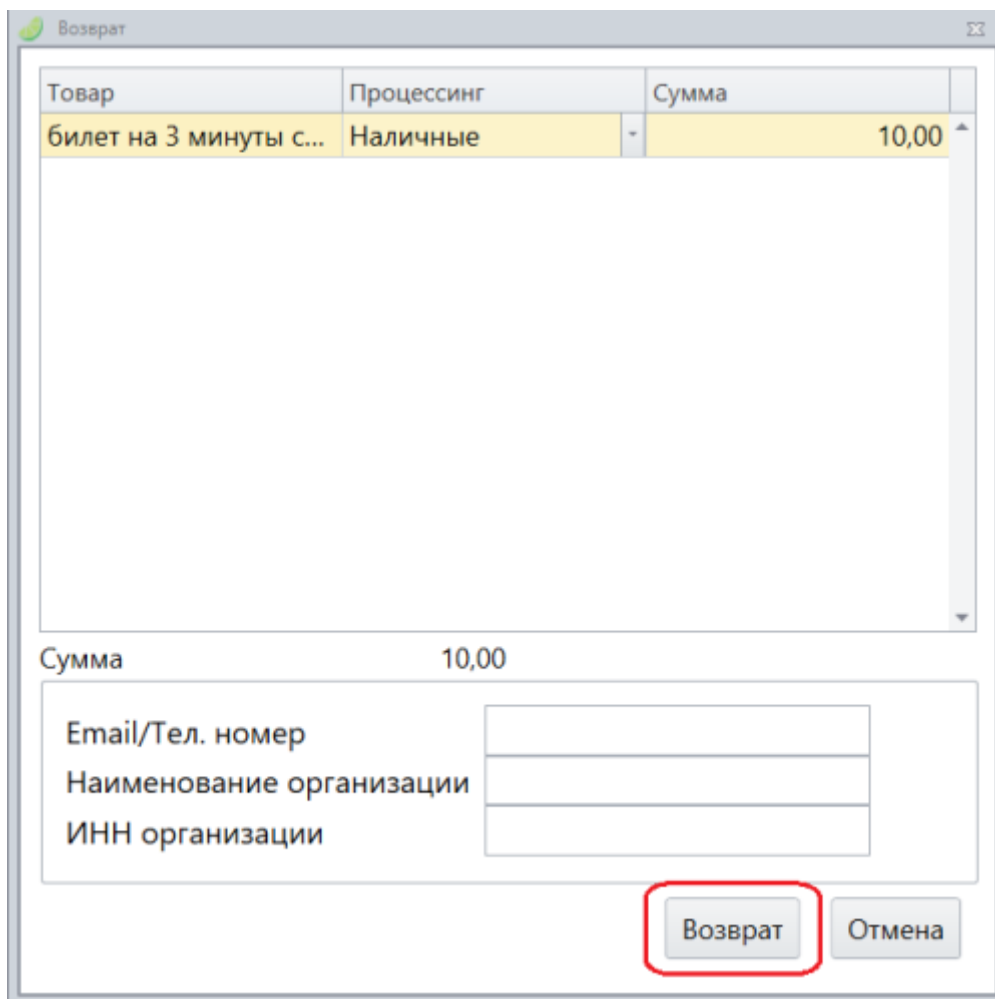 Возврат
Товар Процессинг Сумма
билет на 3 минуты с... Наличные 10,00
Сумма 10,00
Email/Тел. номер
Наименование организации
ИНН организации
Возврат Отмена